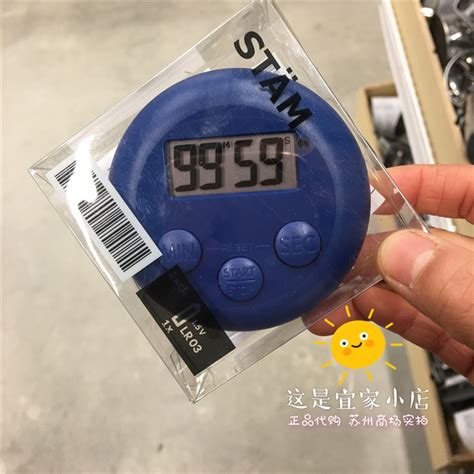 STÄM
99 M 59 S
MIN
RESET
SEC
START
STOP
1.5V
1x
LR03
这是宜家小店
正品代购 苏州商场实拍